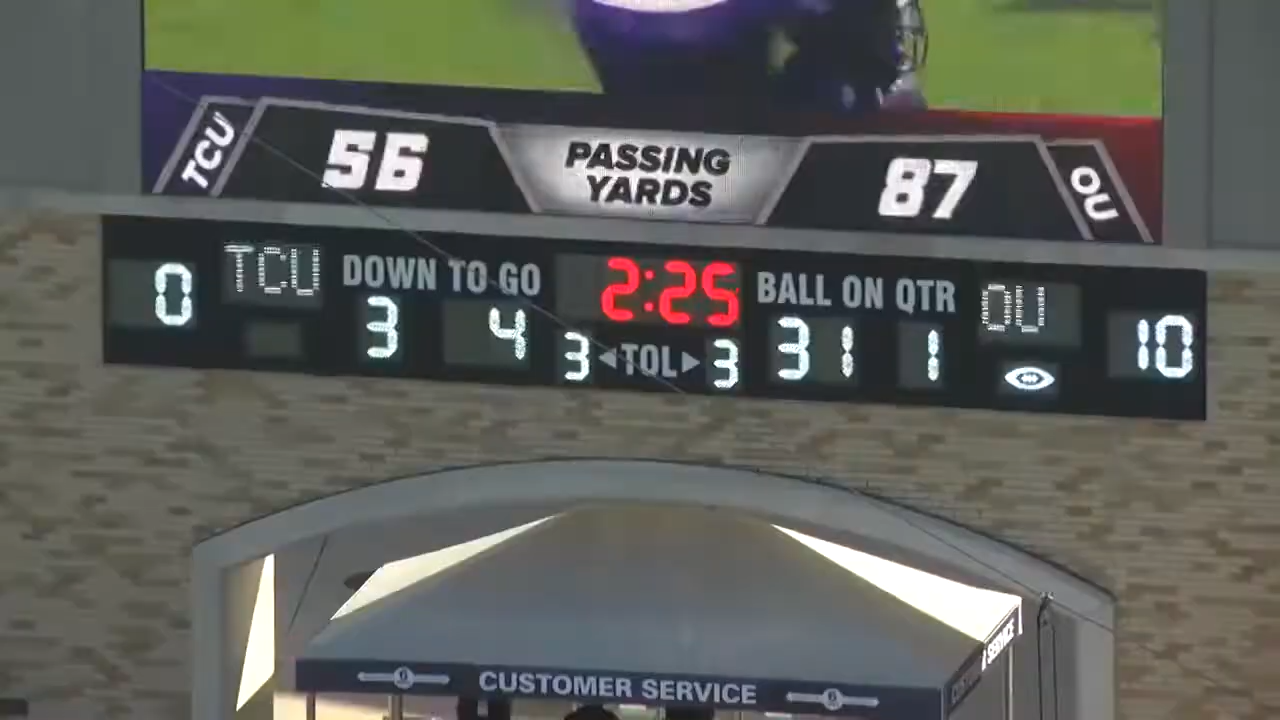 TCU 56 PASSING YARDS 87 OU
0 TCU DOWN TO GO 2:25 BALL ON QTR OU 10
3 4 3 ◀TOL▶ 3 31 1
CUSTOMER SERVICE
SERVICE